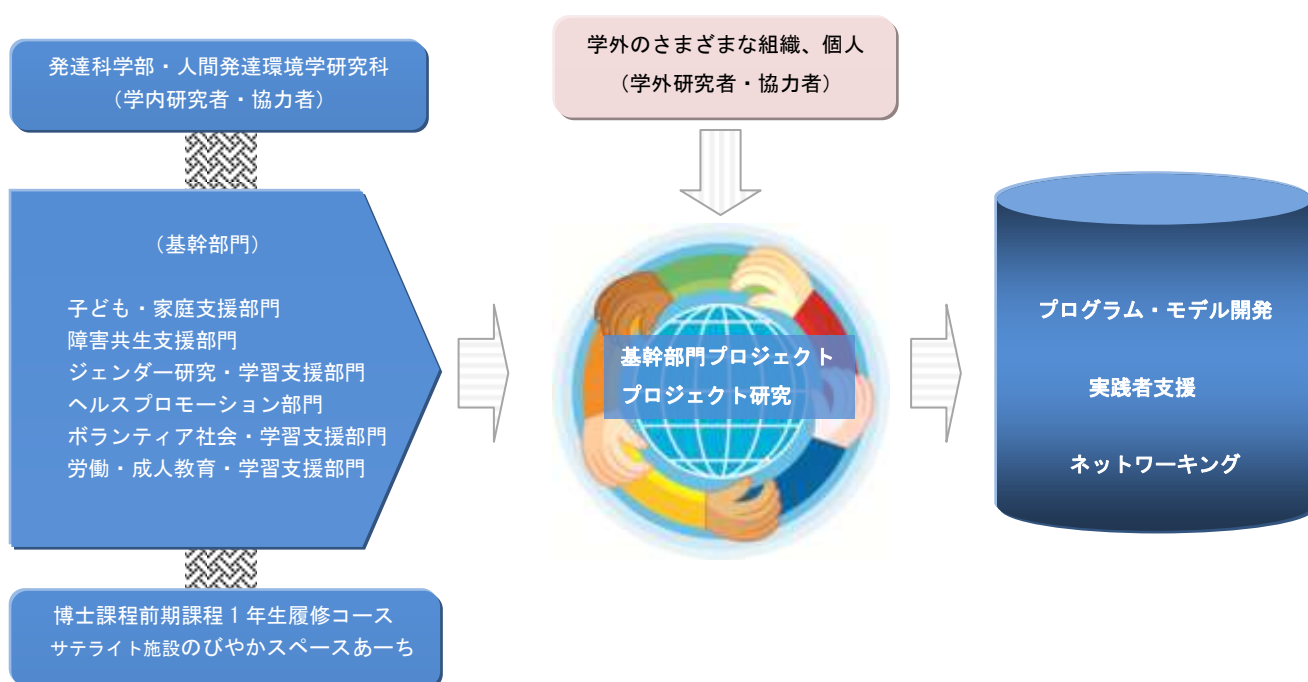 発達科学部・人間発達環境学研究科
(学内研究者・協力者)
学外のさまざまな組織、個人
(学外研究者・協力者)
(基幹部門)
子ども・家庭支援部門
障害共生支援部門
ジェンダー研究・学習支援部門
ヘルスプロモーション部門
ボランティア社会・学習支援部門
労働・成人教育・学習支援部門
基幹部門プロジェクト
プロジェクト研究
プログラム・モデル開発
実践者支援
ネットワーキング
博士課程前期課程1年生履修コース
サテライト施設のびやかスペースあーち